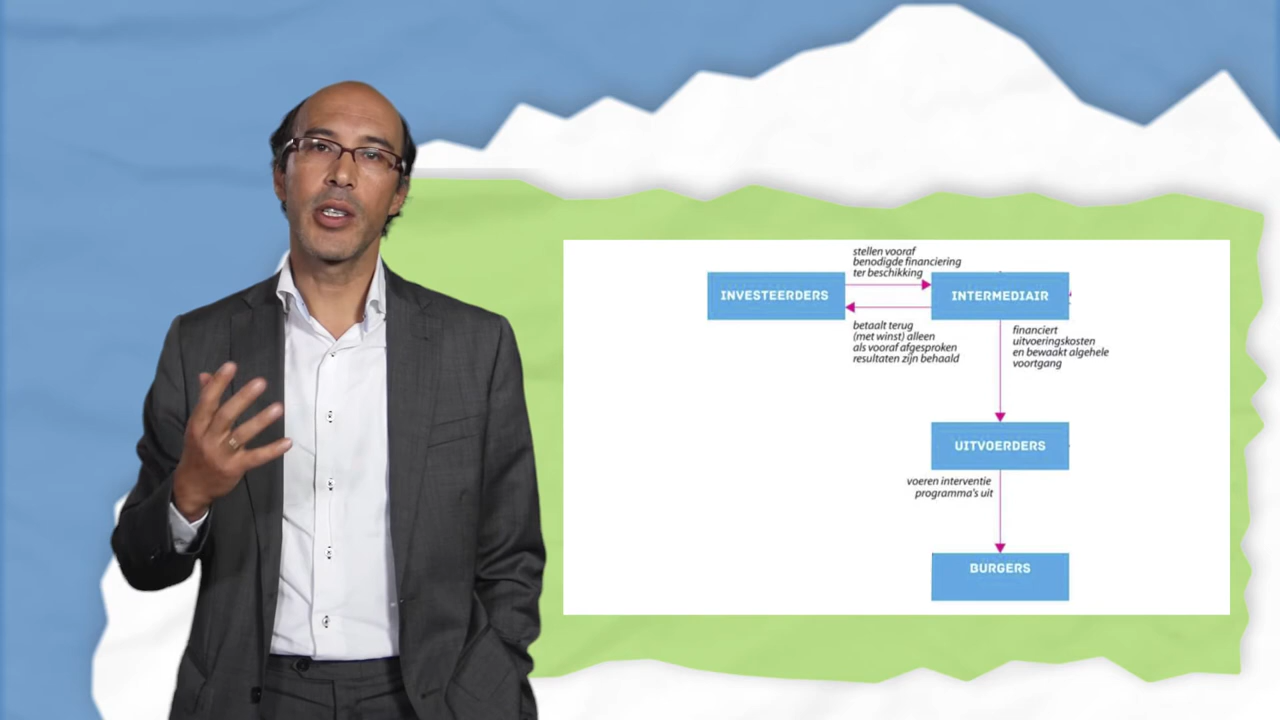 stellen vooraf
benodigde financiering
ter beschikking
INVESTEERDERS
INTERMEDIAIR
betaalt terug
(met winst) alleen
als vooraf afgesproken
resultaten zijn behaald
financiert
uitvoeringskosten
en bewaakt algehele
voortgang
UITVOERDERS
voeren interventie
programma's uit
BURGERS